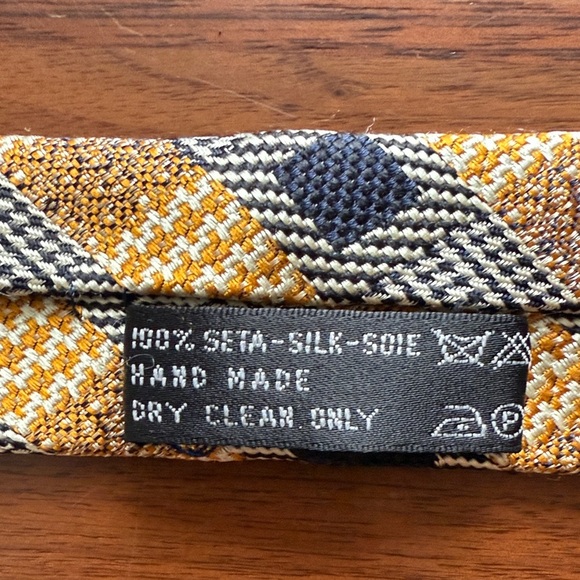 100% SETA-SILK-SOIE
HAND MADE
DRY CLEAN.ONLY P